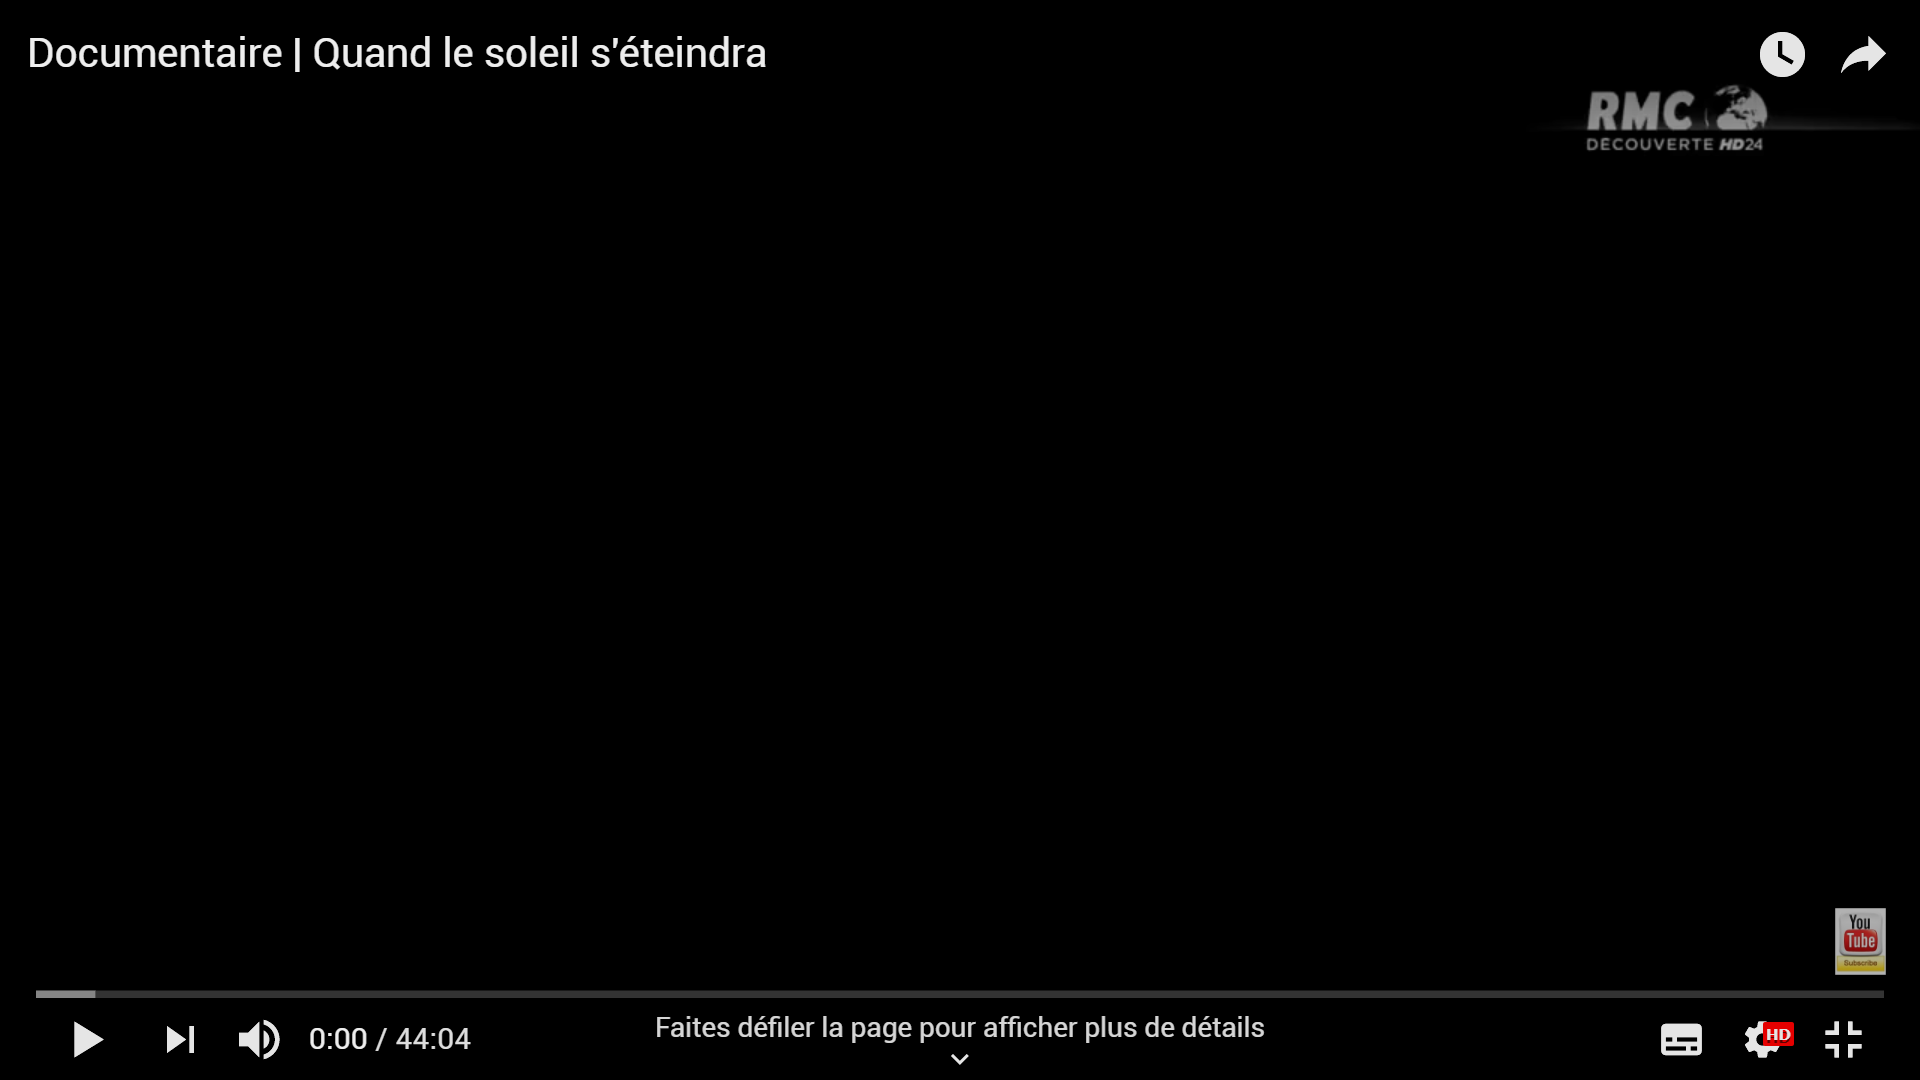 Documentaire | Quand le soleil s'éteindra
RMC
DÉCOUVERTE HD24
You
Tube
Subscribe
0:00 / 44:04
Faites défiler la page pour afficher plus de détails
HD